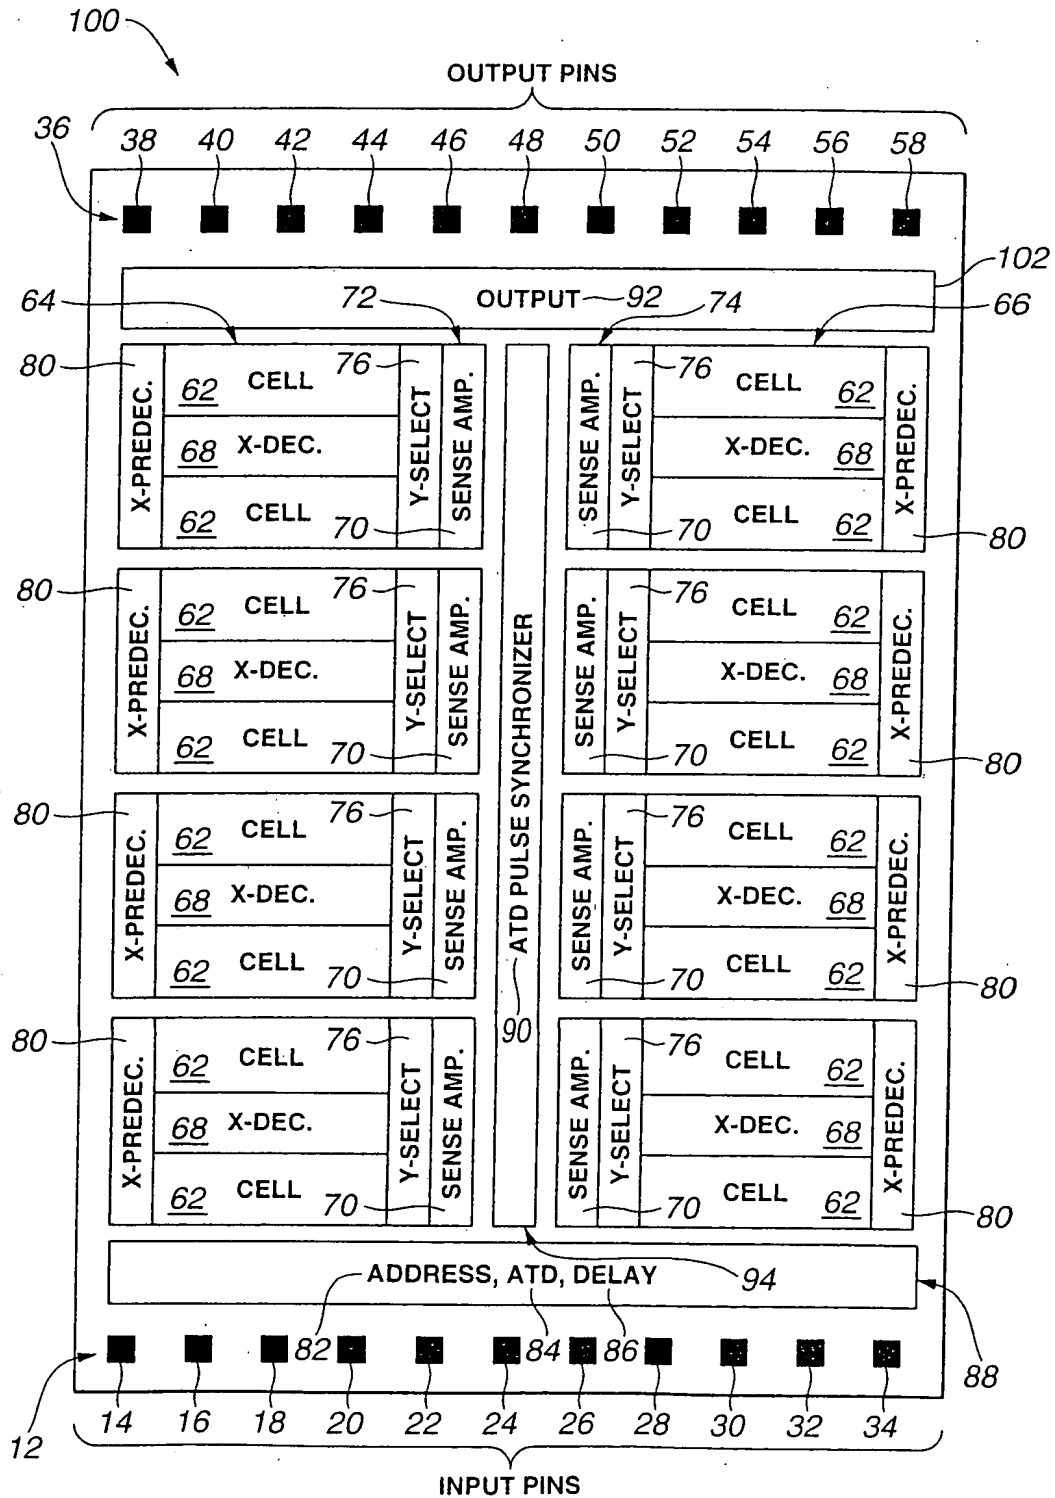 100
OUTPUT PINS
36
38 40 42 44 46 48 50 52 54 56 58
102
OUTPUT 92
64 72 74 66
80 X-PREDEC. 62 CELL 76 Y-SELECT SENSE AMP.
68 X-DEC.
62 CELL 70
SENSE AMP. Y-SELECT 76 CELL 62 X-PREDEC.
X-DEC. 68
70 CELL 62 80
80 X-PREDEC. 62 CELL 76 Y-SELECT SENSE AMP.
68 X-DEC.
62 CELL 70
SENSE AMP. Y-SELECT 76 CELL 62 X-PREDEC.
X-DEC. 68
70 CELL 62 80
ATD PULSE SYNCHRONIZER
90
80 X-PREDEC. 62 CELL 76 Y-SELECT SENSE AMP.
68 X-DEC.
62 CELL 70
SENSE AMP. Y-SELECT 76 CELL 62 X-PREDEC.
X-DEC. 68
70 CELL 62 80
80 X-PREDEC. 62 CELL 76 Y-SELECT SENSE AMP.
68 X-DEC.
62 CELL 70
SENSE AMP. Y-SELECT 76 CELL 62 X-PREDEC.
X-DEC. 68
70 CELL 62 80
ADDRESS, ATD, DELAY 94
82 84 86
88
12
14 16 18 20 22 24 26 28 30 32 34
INPUT PINS